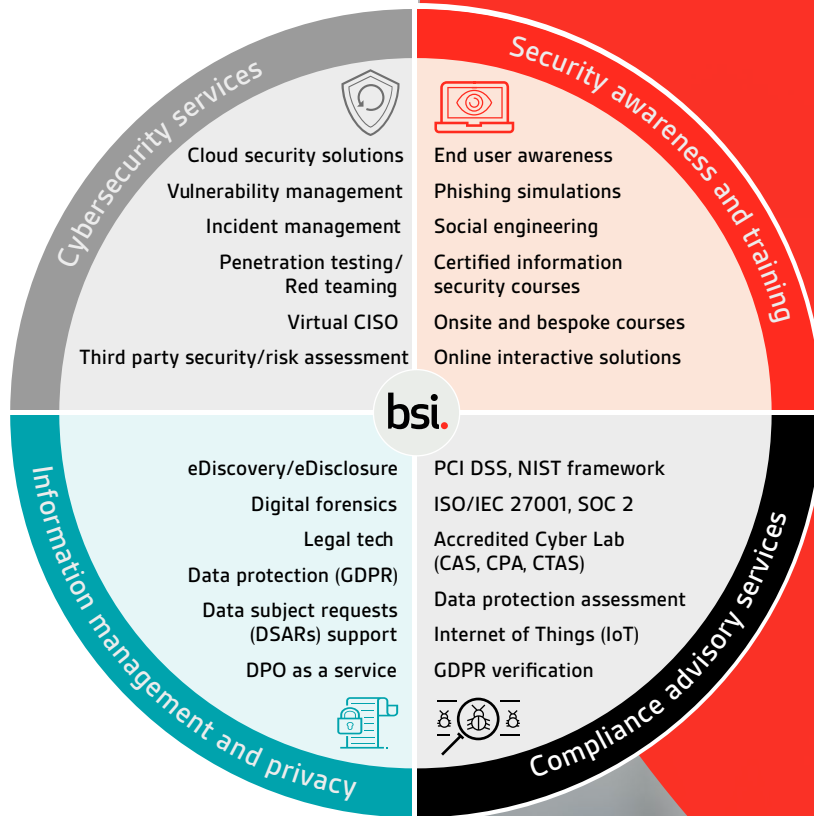 Cybersecurity services
Cloud security solutions
Vulnerability management
Incident management
Penetration testing/
Red teaming
Virtual CISO
Third party security/risk assessment
Security awareness and training
End user awareness
Phishing simulations
Social engineering
Certified information
security courses
Onsite and bespoke courses
Online interactive solutions
bsi.
Information management and privacy
eDiscovery/eDisclosure
Digital forensics
Legal tech
Data protection (GDPR)
Data subject requests
(DSARs) support
DPO as a service
Compliance advisory services
PCI DSS, NIST framework
ISO/IEC 27001, SOC 2
Accredited Cyber Lab
(CAS, CPA, CTAS)
Data protection assessment
Internet of Things (IoT)
GDPR verification